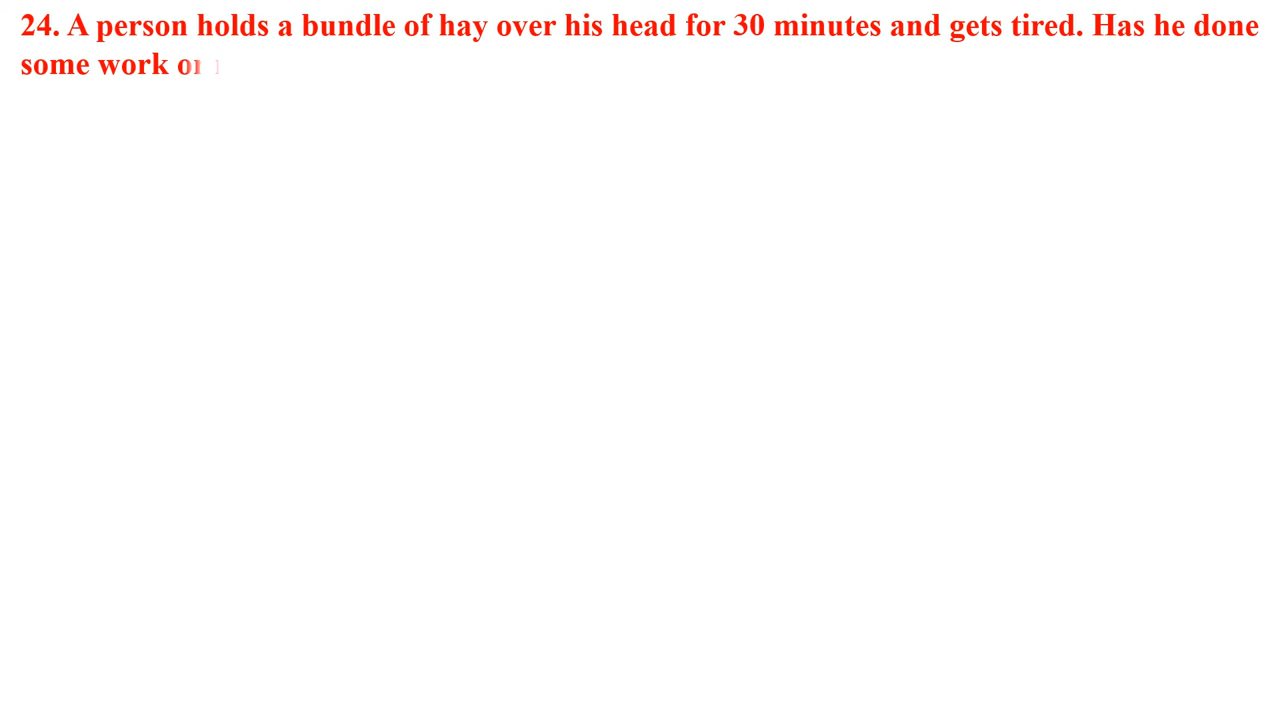 24. A person holds a bundle of hay over his head for 30 minutes and gets tired. Has he done
some work or